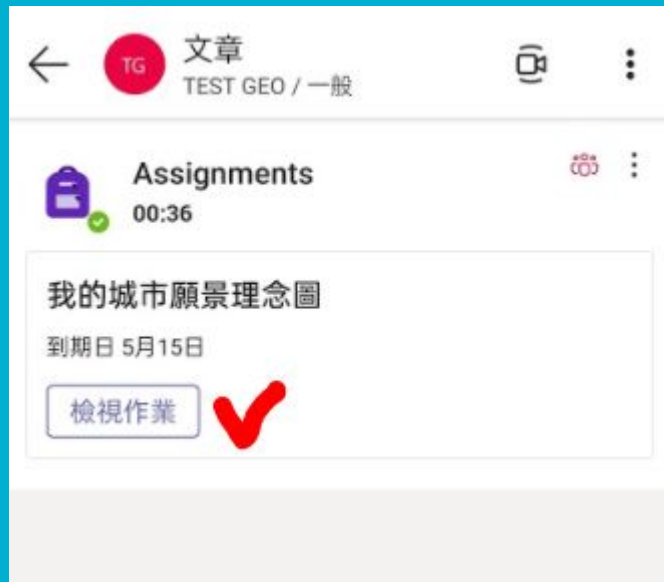 文章
TG
TEST GEO / 一般
Assignments
00:36
我的城市願景理念圖
到期日 5月15日
檢視作業